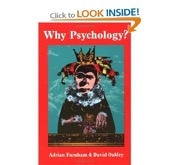 Click to LOOK INSIDE!
Why Psychology?
Adrian Furnham & David Oakley